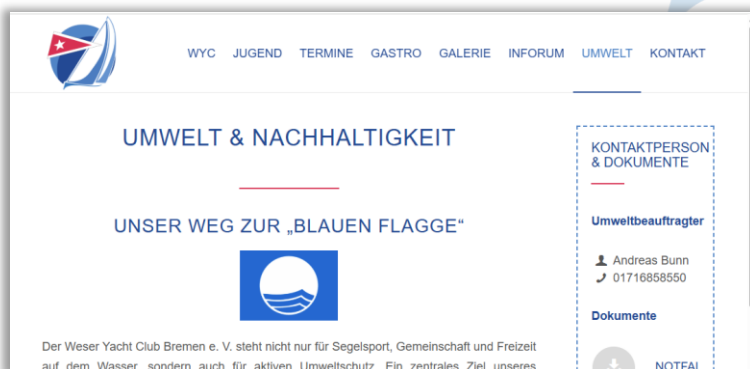 WYC JUGEND TERMINE GASTRO GALERIE INFORUM UMWELT KONTAKT
UMWELT & NACHHALTIGKEIT
UNSER WEG ZUR „BLAUEN FLAGGE“
Der Weser Yacht Club Bremen e. V. steht nicht nur für Segelsport, Gemeinschaft und Freizeit
auf dem Wasser, sondern auch für aktiven Umweltschutz. Ein zentrales Ziel unseres
KONTAKTPERSON
& DOKUMENTE
Umweltbeauftragter
Andreas Bunn
01716858550
Dokumente
NOTFAL